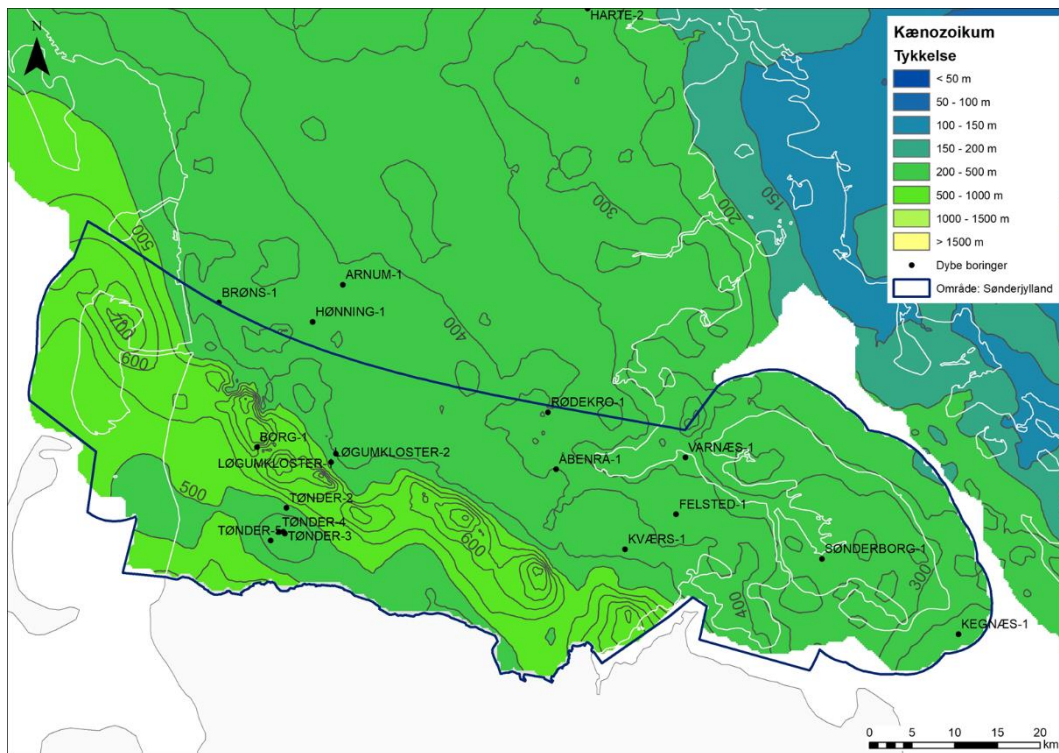 HARTE-2
N
Kænozoikum
Tykkelse
< 50 m
50 - 100 m
100 - 150 m
150 - 200 m
200 - 500 m
500 - 1000 m
1000 - 1500 m
> 1500 m
Dybe boringer
Område: Sønderjylland
300
200
150
500
ARNUM-1
BRØNS-1
HØNNING-1
700
400
600
RØDEKRO-1
BORG-1
LØGUMKLOSTER-2
VARNÆS-1
LØGUMKLOSTER-1
ÅBENRÅ-1
500
TØNDER-2
FELSTED-1
TØNDER-4
TØNDER-5
TØNDER-3
600
KVÆRS-1
SØNDERBORG-1
300
400
KEGNÆS-1
0
5
10
15
20
km